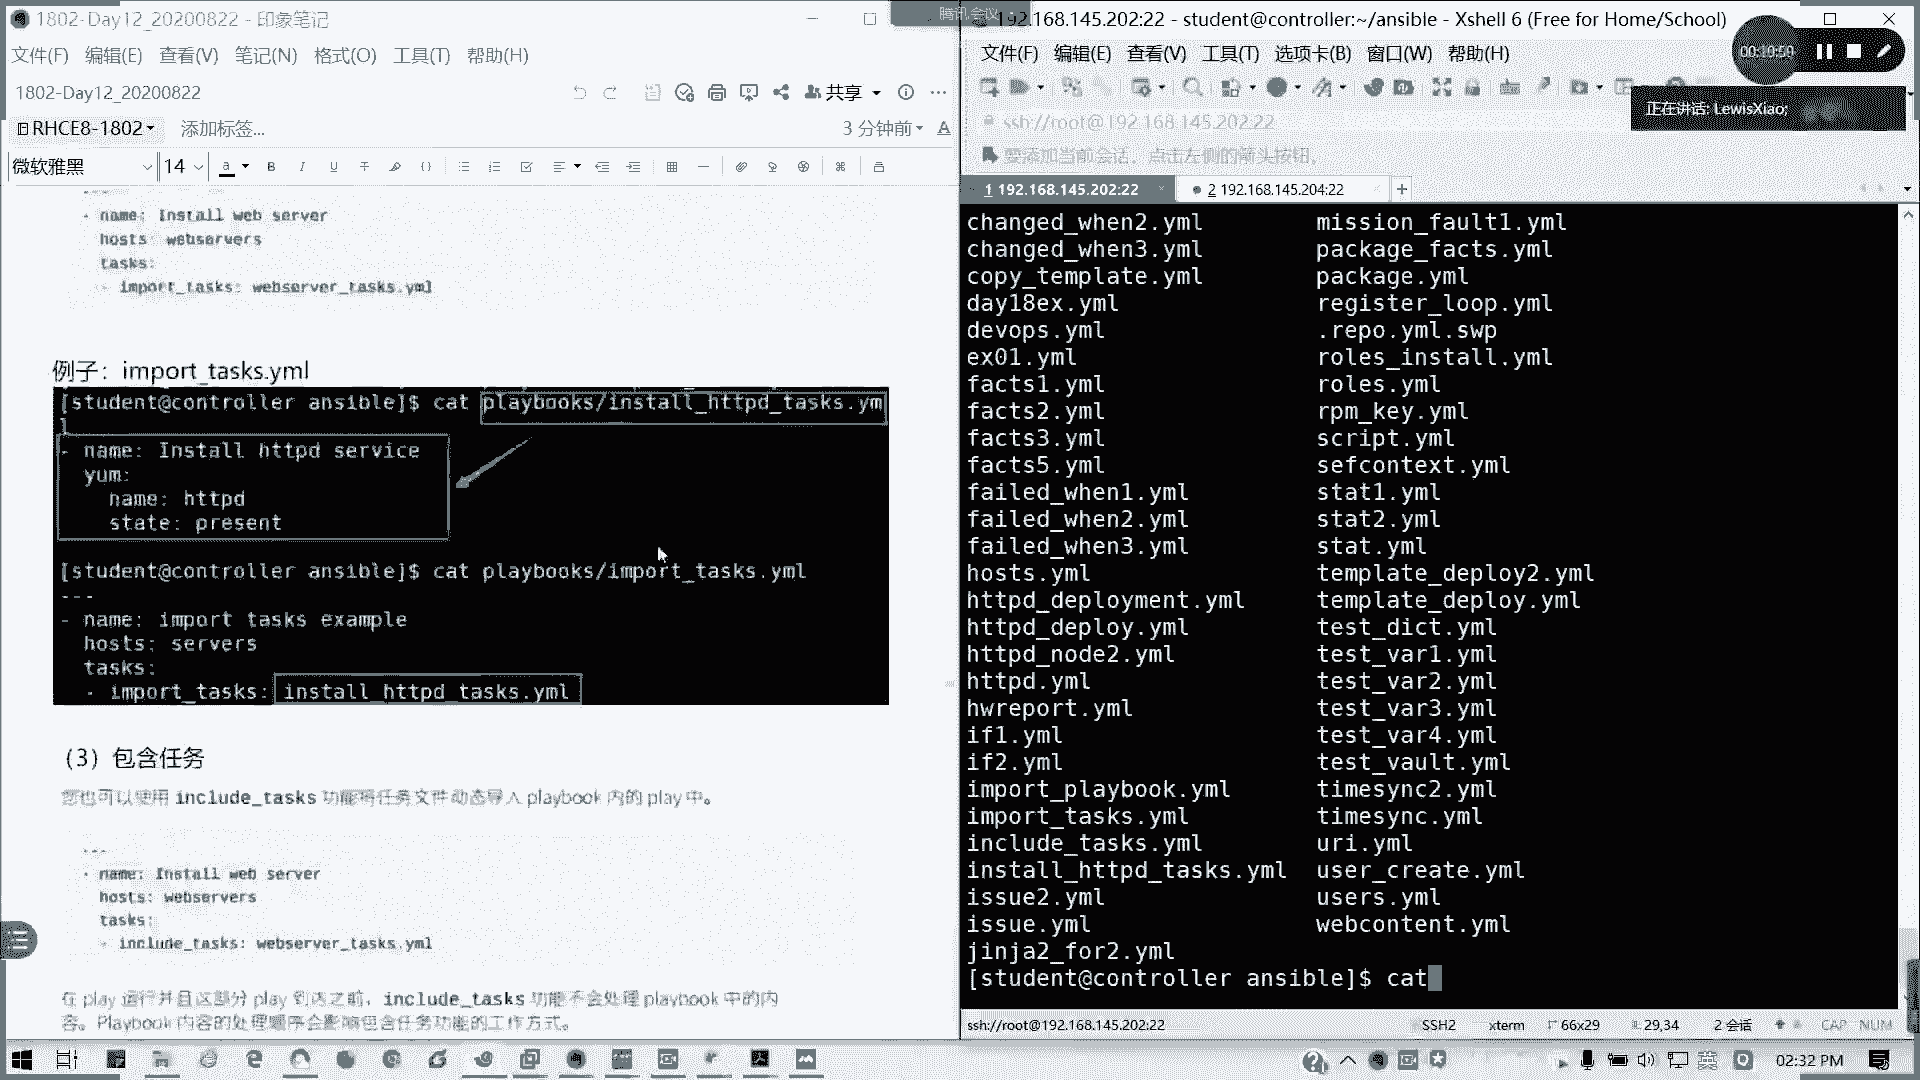 1802-Day12_20200822 - 印象笔记
文件(F) 编辑(E) 查看(V) 笔记(N) 格式(O) 工具(T) 帮助(H)
1802-Day12_20200822
共享
RHCE8-1802
添加标签...
3 分钟前
微软雅黑 14
- name: Install web server
hosts: webservers
tasks:
- import_tasks: webserver_tasks.yml
例子：import_tasks.yml
[student@controller ansible]$ cat playbooks/install_httpd_tasks.ym
l
- name: Install httpd service
yum:
name: httpd
state: present
[student@controller ansible]$ cat playbooks/import_tasks.yml
---
- name: import tasks example
hosts: servers
tasks:
- import_tasks: install_httpd_tasks.yml
（3）包含任务
您也可以使用 include_tasks 功能将任务文件动态导入 playbook 内的 play 中。
---
- name: Install web server
hosts: webservers
tasks:
- include_tasks: webserver_tasks.yml
在 play 运行并且这部分 play 到达之前，include_tasks 功能不会处理 playbook 中的内
容。Playbook 内容的处理顺序会影响包含任务功能的工作方式。
腾讯会议
192.168.145.202:22 - student@controller:~/ansible - Xshell 6 (Free for Home/School)
文件(F) 编辑(E) 查看(V) 工具(T) 选项卡(B) 窗口(W) 帮助(H)
00:10:50
正在讲话: LewisXiao;
ssh://root@192.168.145.202:22
要添加当前会话，点击左侧的箭头按钮。
1 192.168.145.202:22
2 192.168.145.204:22
changed_when2.yml mission_fault1.yml
changed_when3.yml package_facts.yml
copy_template.yml package.yml
day18ex.yml register_loop.yml
devops.yml .repo.yml.swp
ex01.yml roles_install.yml
facts1.yml roles.yml
facts2.yml rpm_key.yml
facts3.yml script.yml
facts5.yml sefcontext.yml
failed_when1.yml stat1.yml
failed_when2.yml stat2.yml
failed_when3.yml stat.yml
hosts.yml template_deploy2.yml
httpd_deployment.yml template_deploy.yml
httpd_deploy.yml test_dict.yml
httpd_node2.yml test_var1.yml
httpd.yml test_var2.yml
hwreport.yml test_var3.yml
if1.yml test_var4.yml
if2.yml test_vault.yml
import_playbook.yml timesync2.yml
import_tasks.yml timesync.yml
include_tasks.yml uri.yml
install_httpd_tasks.yml user_create.yml
issue2.yml users.yml
issue.yml webcontent.yml
jinja2_for2.yml
[student@controller ansible]$ cat
ssh://root@192.168.145.202:22 SSH2 xterm 66x29 29,34 2 会话 CAP NUM
英 02:32 PM